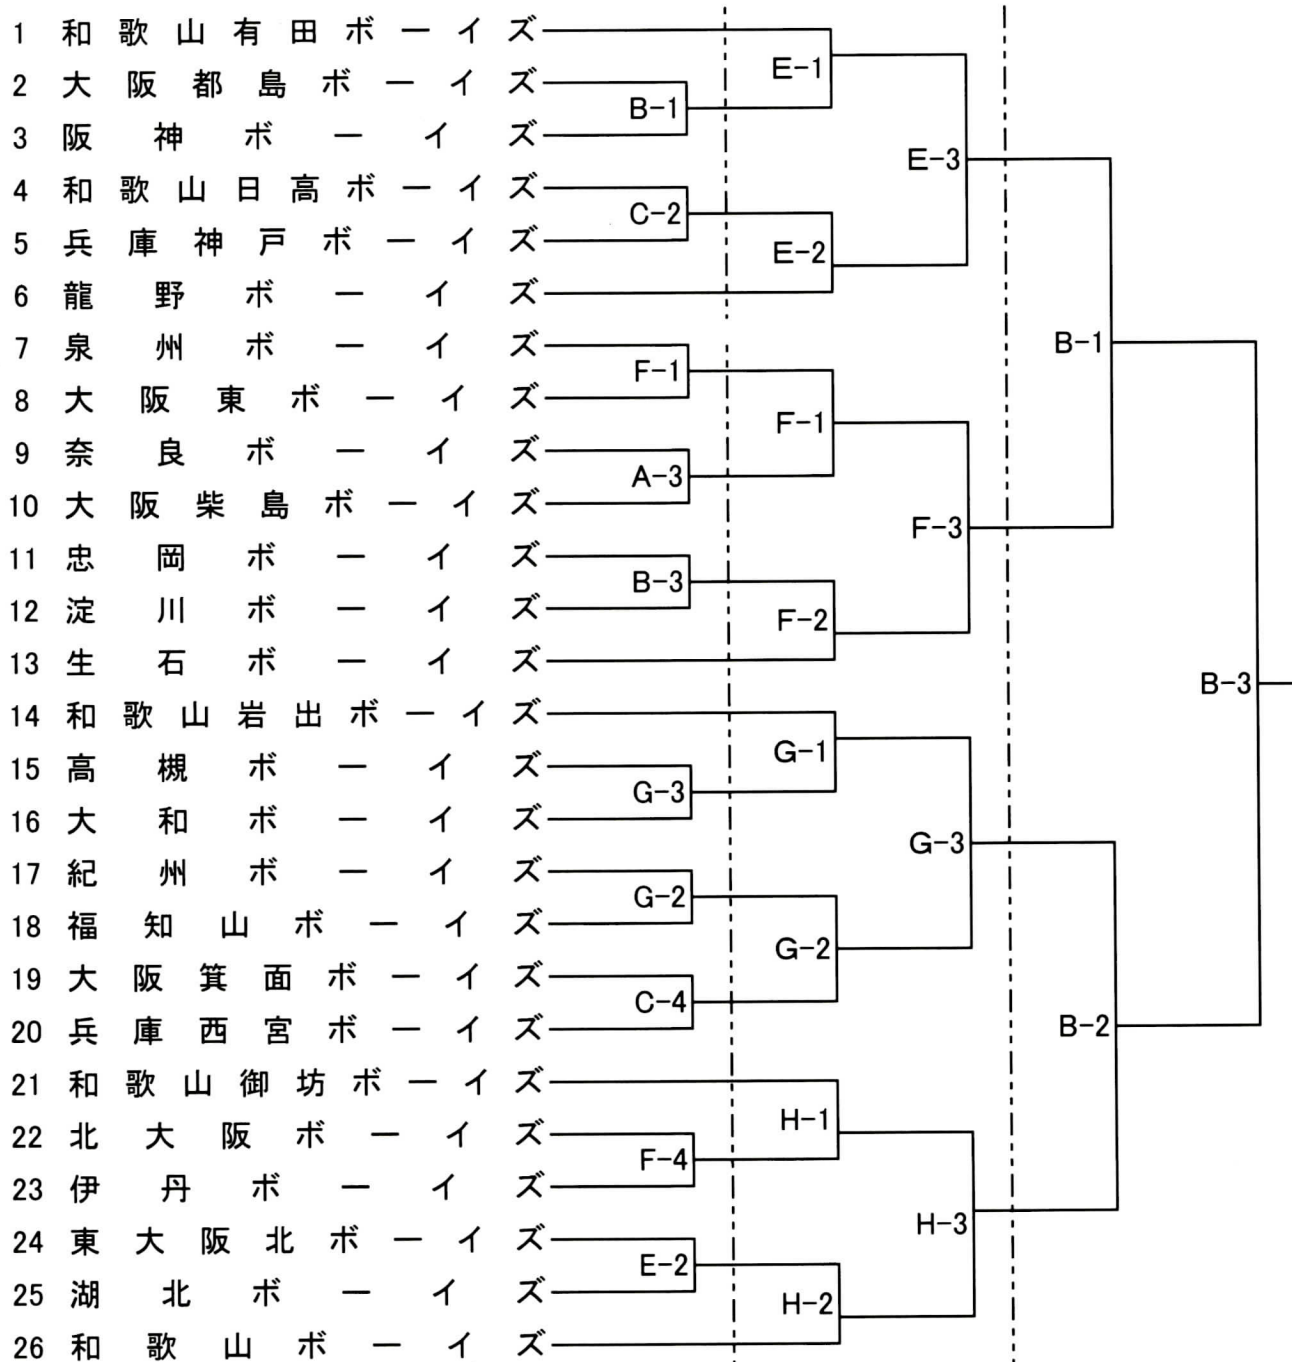 1 和歌山有田ボーイズ
2 大阪都島ボーイズ
3 阪神ボーイズ
4 和歌山日高ボーイズ
5 兵庫神戸ボーイズ
6 龍野ボーイズ
7 泉州ボーイズ
8 大阪東ボーイズ
9 奈良ボーイズ
10 大阪柴島ボーイズ
11 忠岡ボーイズ
12 淀川ボーイズ
13 生石ボーイズ
14 和歌山岩出ボーイズ
15 高槻ボーイズ
16 大和ボーイズ
17 紀州ボーイズ
18 福知山ボーイズ
19 大阪箕面ボーイズ
20 兵庫西宮ボーイズ
21 和歌山御坊ボーイズ
22 北大阪ボーイズ
23 伊丹ボーイズ
24 東大阪北ボーイズ
25 湖北ボーイズ
26 和歌山ボーイズ
B-1
C-2
F-1
A-3
B-3
G-3
G-2
C-4
F-4
E-2
E-1
E-2
F-1
F-2
G-1
G-2
H-1
H-2
E-3
F-3
G-3
H-3
B-1
B-2
B-3